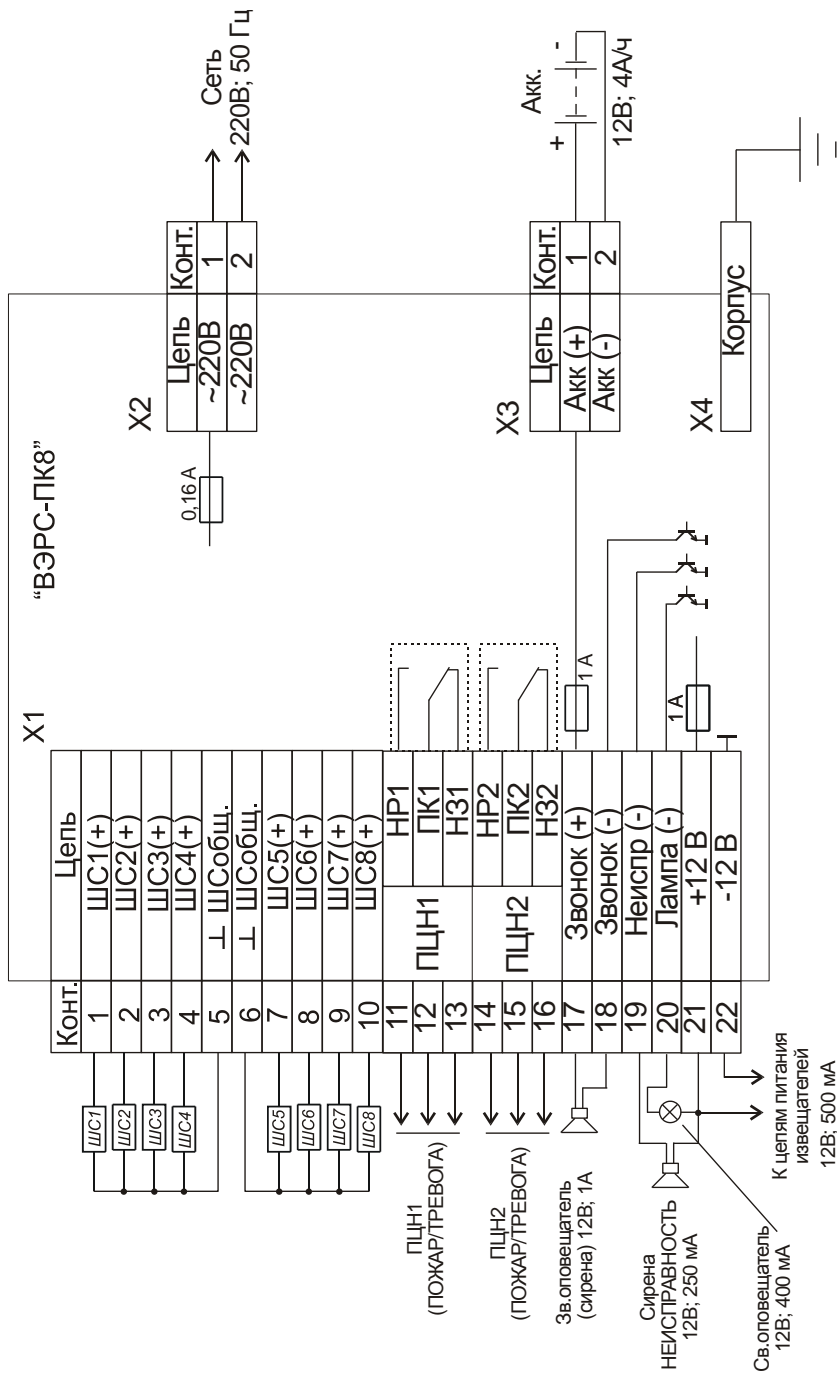 "ВЭРС-ПК8"
X1
Конт. Цепь
1 ШС1(+)
2 ШС2(+)
3 ШС3(+)
4 ШС4(+)
5 ⊥ ШСобщ.
6 ⊥ ШСобщ.
7 ШС5(+)
8 ШС6(+)
9 ШС7(+)
10 ШС8(+)
11 ПЦН1 НР1
12 ПК1
13 НЗ1
14 ПЦН2 НР2
15 ПК2
16 НЗ2
17 Звонок (+)
18 Звонок (-)
19 Неиспр (-)
20 Лампа (-)
21 +12 В
22 -12 В
ШС1
ШС2
ШС3
ШС4
ШС5
ШС6
ШС7
ШС8
ПЦН1
(ПОЖАР/ТРЕВОГА)
ПЦН2
(ПОЖАР/ТРЕВОГА)
Зв.оповещатель
(сирена) 12В; 1А
Сирена
НЕИСПРАВНОСТЬ
12В; 250 мА
Св.оповещатель
12В; 400 мА
К цепям питания
извещателей
12В; 500 мА
1 А
1 А
0,16 А
X2
Цепь Конт.
~220В 1
~220В 2
Сеть
220В; 50 Гц
X3
Цепь Конт.
Акк (+) 1
Акк (-) 2
Акк.
+ -
12В; 4А/ч
X4
Корпус